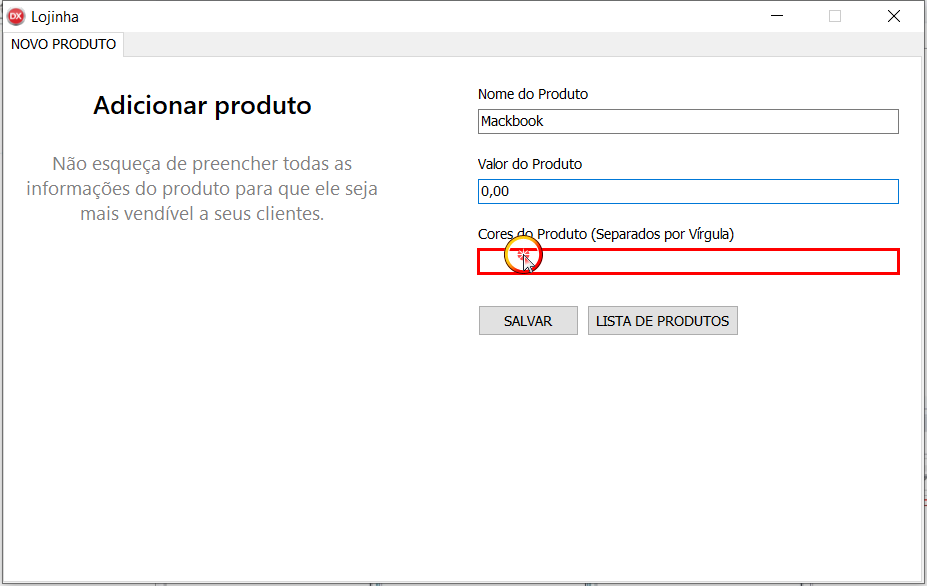 DX Lojinha
NOVO PRODUTO
Adicionar produto
Não esqueça de preencher todas as
informações do produto para que ele seja
mais vendível a seus clientes.
Nome do Produto
Mackbook
Valor do Produto
0,00
Cores do Produto (Separados por Vírgula)
SALVAR LISTA DE PRODUTOS